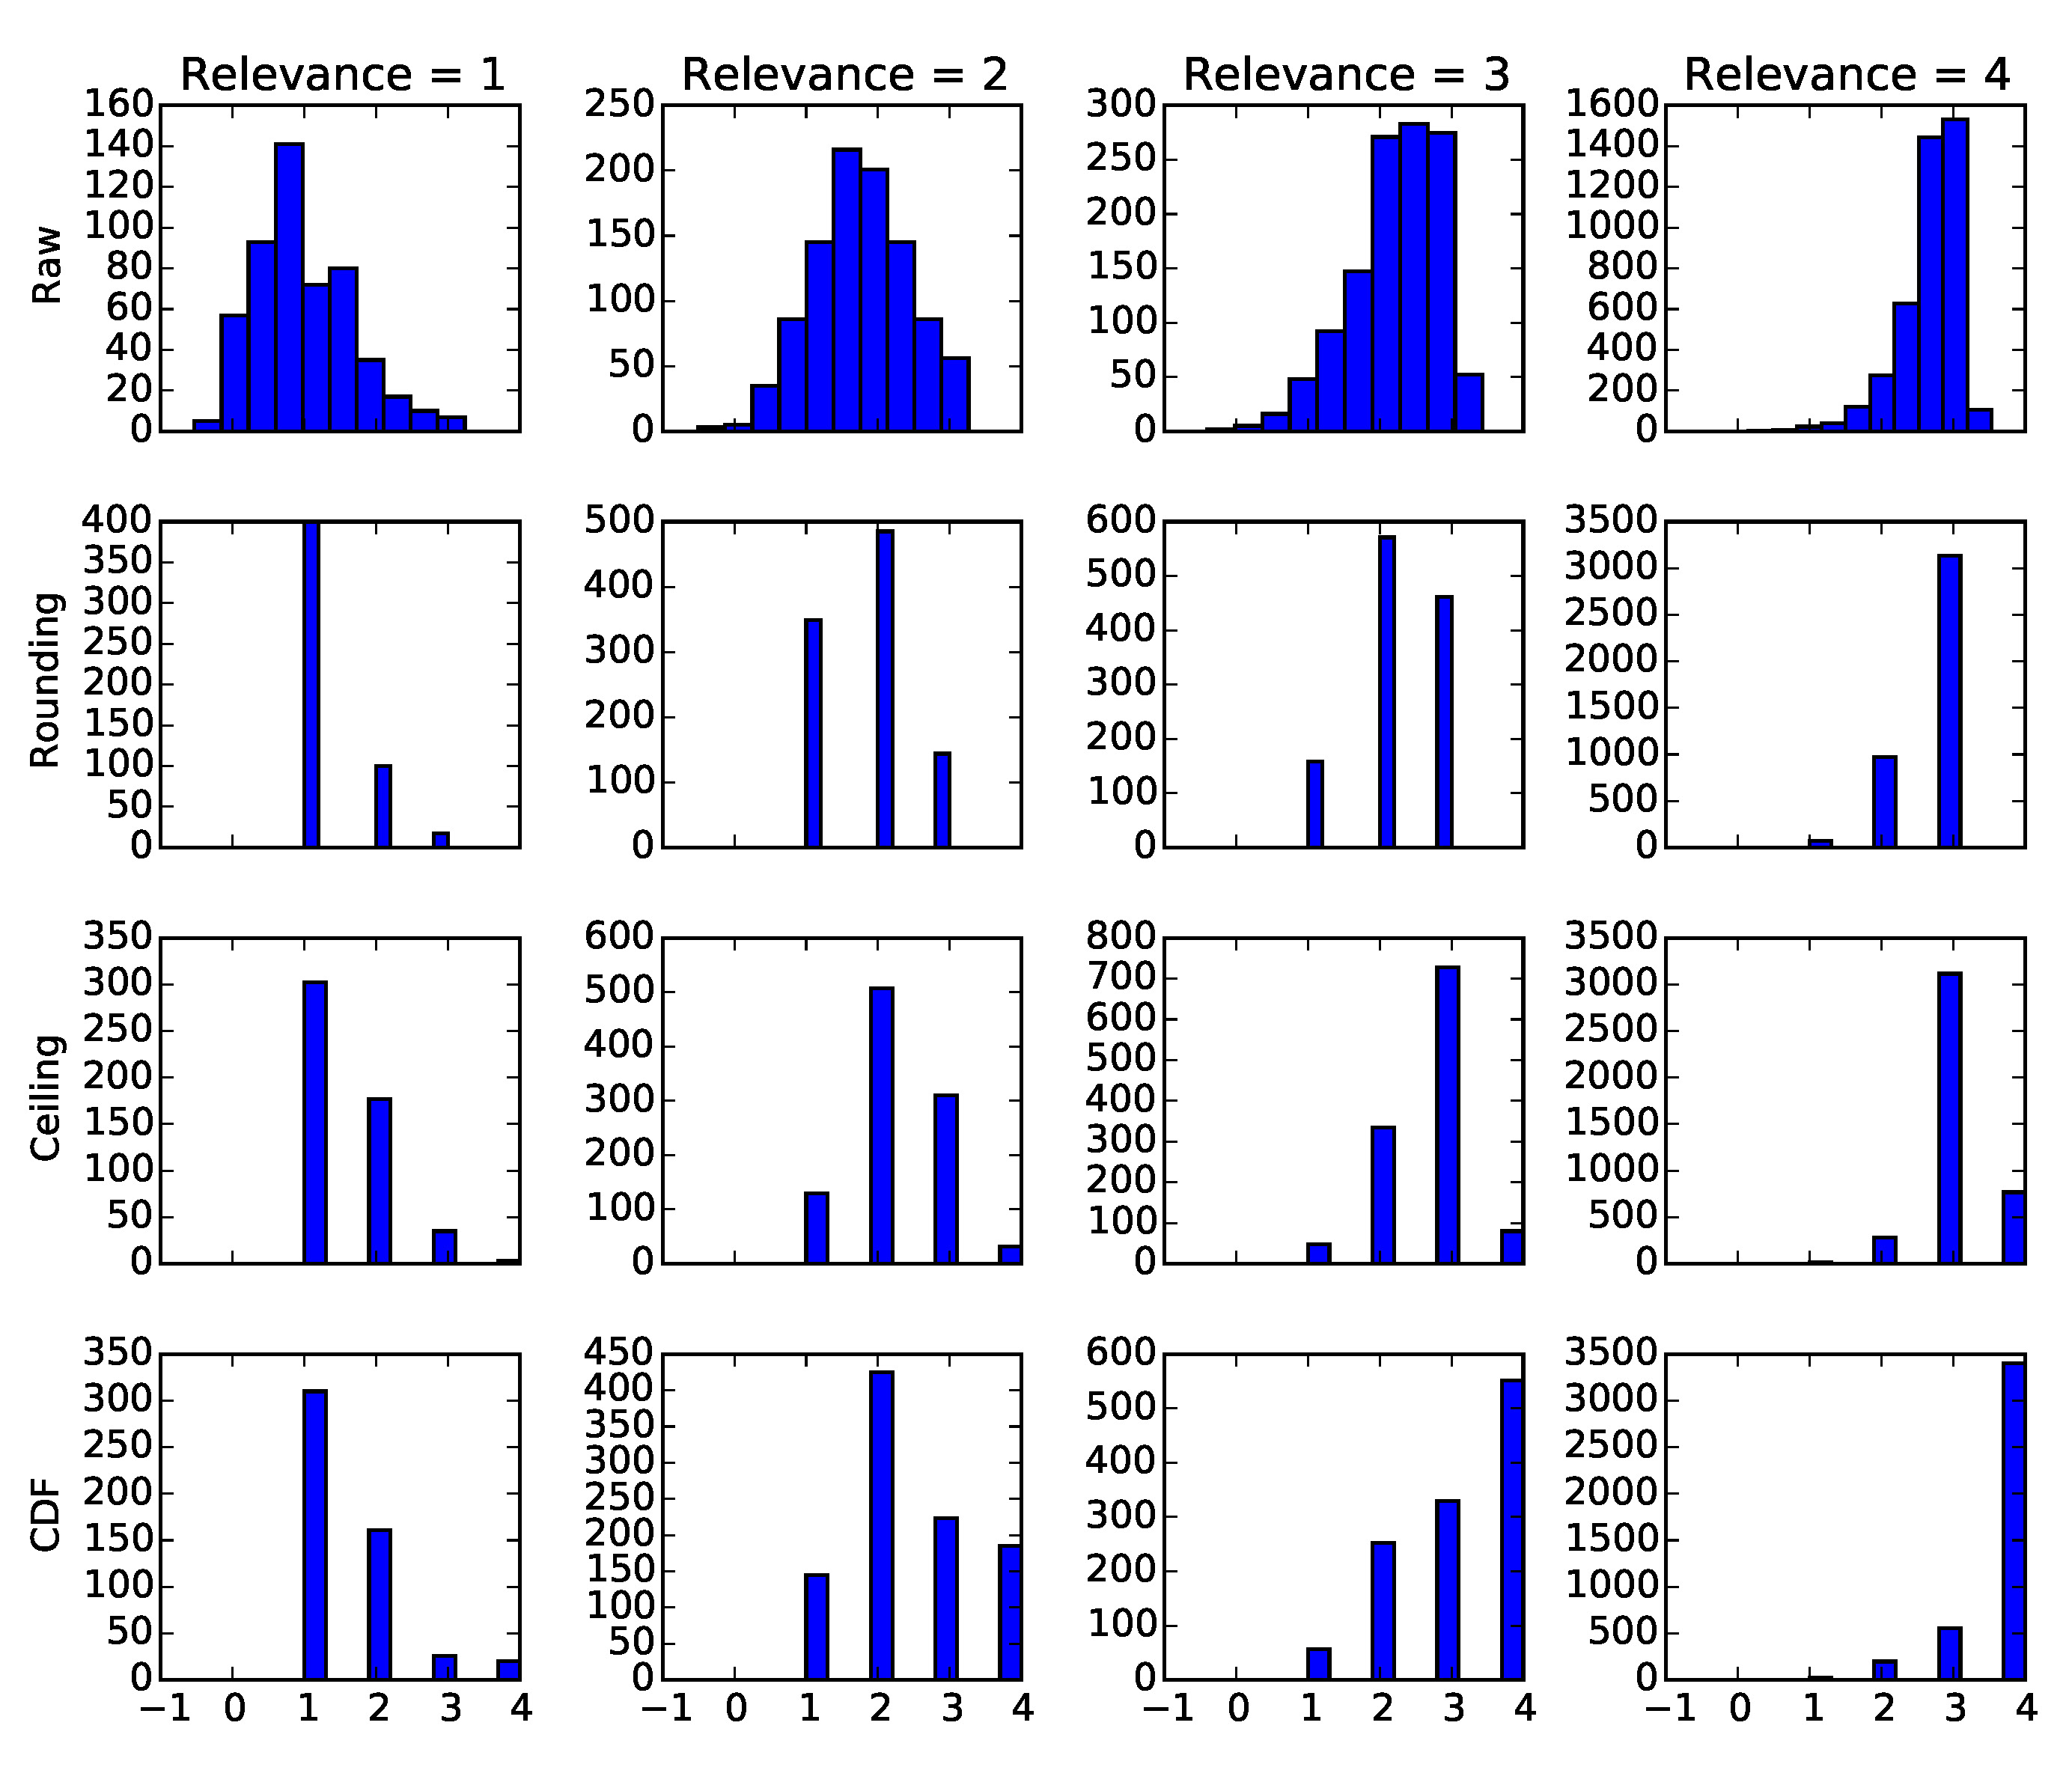 Relevance = 1 Relevance = 2 Relevance = 3 Relevance = 4
Raw
160 140 120 100 80 60 40 20 0
250 200 150 100 50 0
300 250 200 150 100 50 0
1600 1400 1200 1000 800 600 400 200 0
Rounding
400 350 300 250 200 150 100 50 0
500 400 300 200 100 0
600 500 400 300 200 100 0
3500 3000 2500 2000 1500 1000 500 0
Ceiling
350 300 250 200 150 100 50 0
600 500 400 300 200 100 0
800 700 600 500 400 300 200 100 0
3500 3000 2500 2000 1500 1000 500 0
CDF
350 300 250 200 150 100 50 0
450 400 350 300 250 200 150 100 50 0
600 500 400 300 200 100 0
3500 3000 2500 2000 1500 1000 500 0
−1 0 1 2 3 4 −1 0 1 2 3 4 −1 0 1 2 3 4 −1 0 1 2 3 4